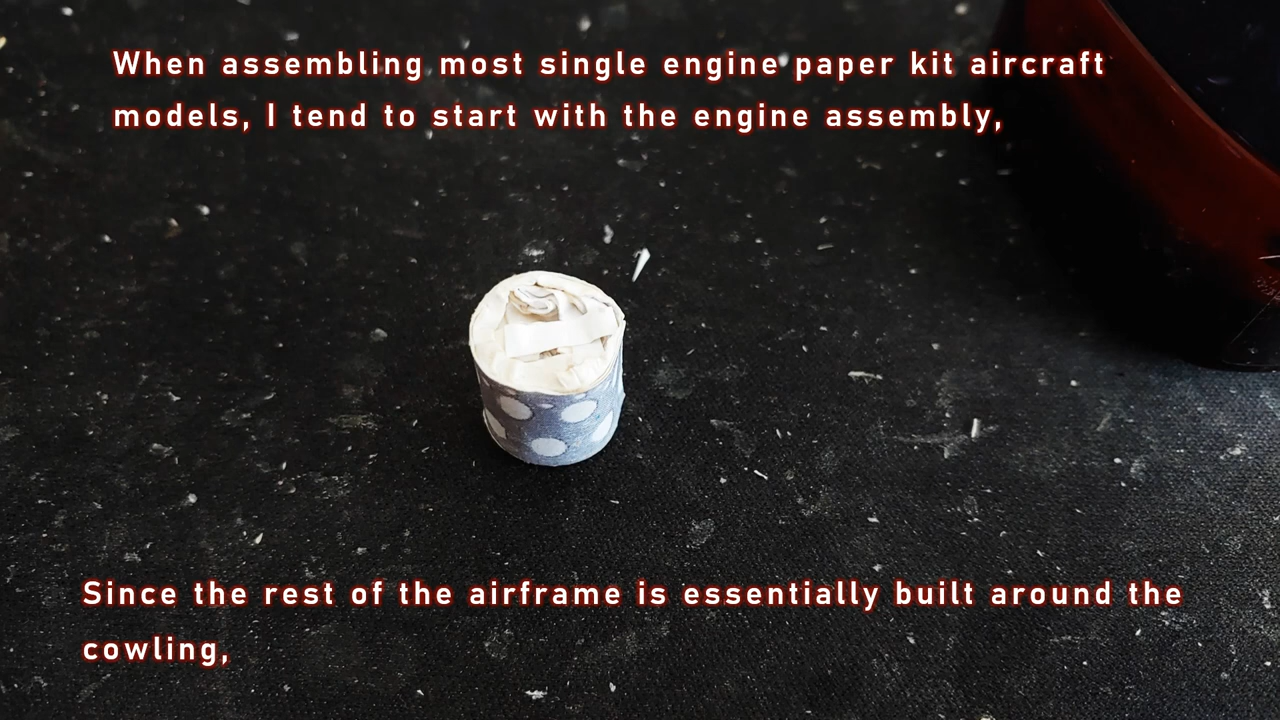 When assembling most single engine paper kit aircraft
models, I tend to start with the engine assembly,
Since the rest of the airframe is essentially built around the
cowling,